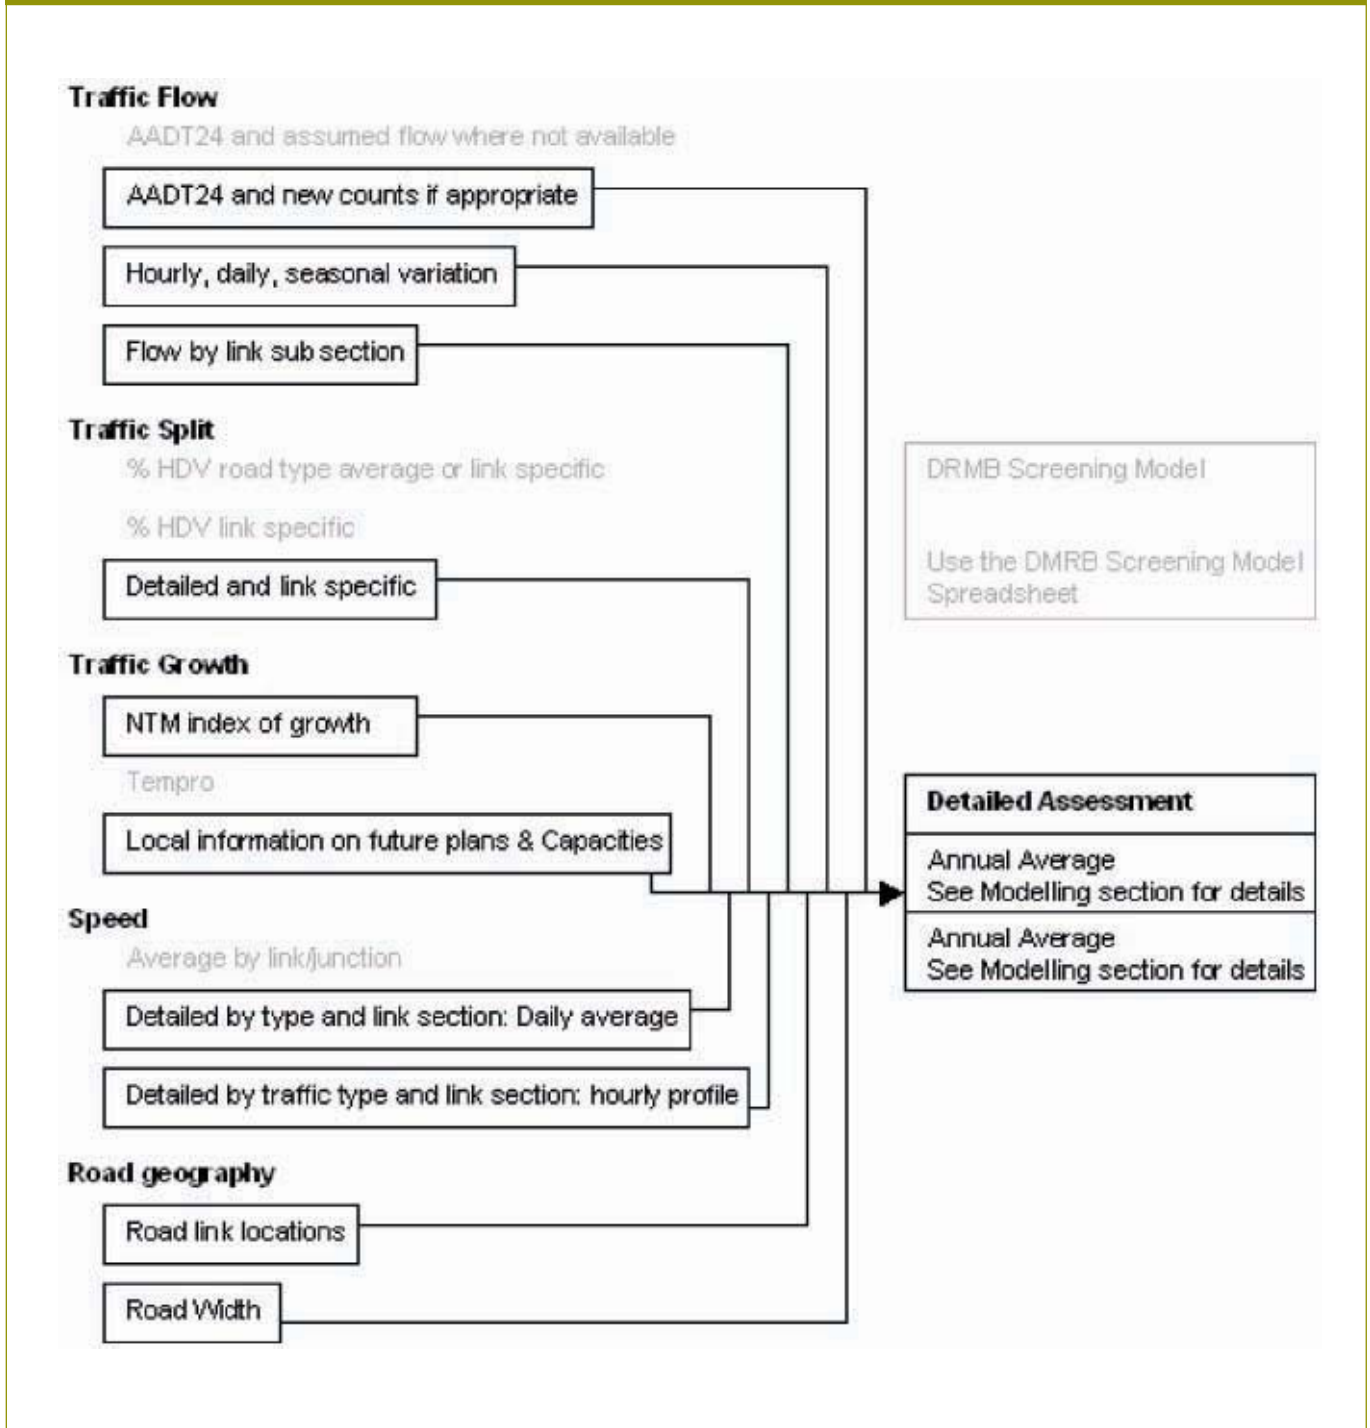 Traffic Flow
AADT24 and assumed flow where not available
AADT24 and new counts if appropriate
Hourly, daily, seasonal variation
Flow by link sub section
Traffic Split
% HDV road type average or link specific
% HDV link specific
Detailed and link specific
Traffic Growth
NTM index of growth
Tempro
Local information on future plans & Capacities
Speed
Average by link/junction
Detailed by type and link section: Daily average
Detailed by traffic type and link section: hourly profile
Road geography
Road link locations
Road Width
DRMB Screening Model
Use the DMRB Screening Model
Spreadsheet
Detailed Assessment
Annual Average
See Modelling section for details
Annual Average
See Modelling section for details